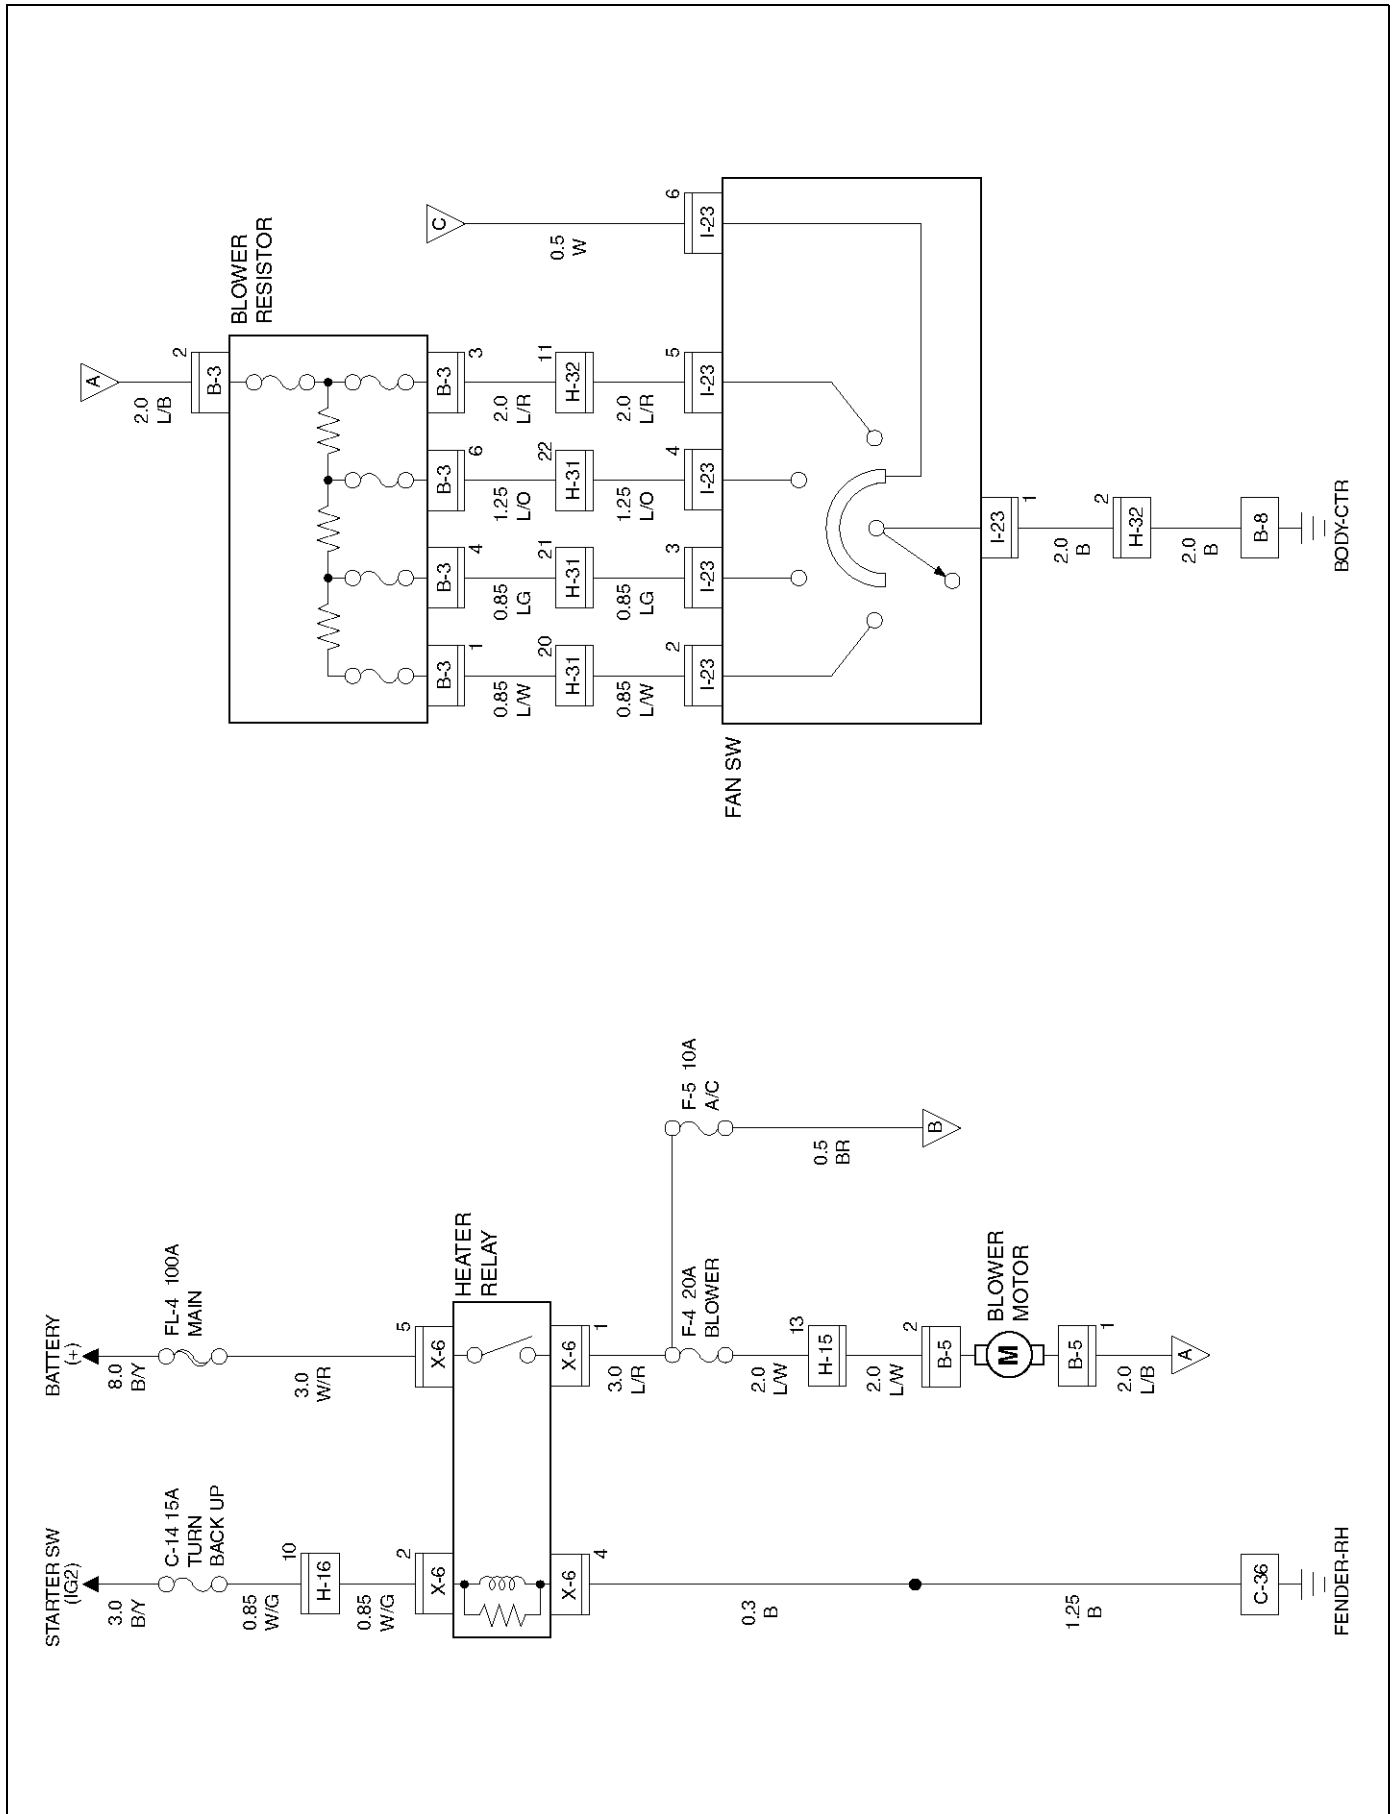 STARTER SW
(IG2)
3.0
B/Y
C-14 15A
TURN
BACK UP
0.85
W/G
10
H-16
0.85
W/G
2
X-6
X-6
4
0.3
B
1.25
B
C-36
FENDER-RH
BATTERY
(+)
8.0
B/Y
FL-4 100A
MAIN
3.0
W/R
5
X-6
HEATER
RELAY
X-6
1
3.0
L/R
F-4 20A
BLOWER
2.0
L/W
13
H-15
2.0
L/W
2
B-5
BLOWER
MOTOR
M
B-5
1
2.0
L/B
A
F-5 10A
A/C
0.5
BR
B
A
2.0
L/B
2
B-3
BLOWER
RESISTOR
B-3
1
B-3
4
B-3
6
B-3
3
0.85
L/W
0.85
LG
1.25
L/O
2.0
L/R
20
H-31
21
H-31
22
H-31
11
H-32
0.85
L/W
0.85
LG
1.25
L/O
2.0
L/R
C
0.5
W
2
I-23
3
I-23
4
I-23
5
I-23
6
I-23
FAN SW
I-23
1
2.0
B
2
H-32
2.0
B
B-8
BODY-CTR